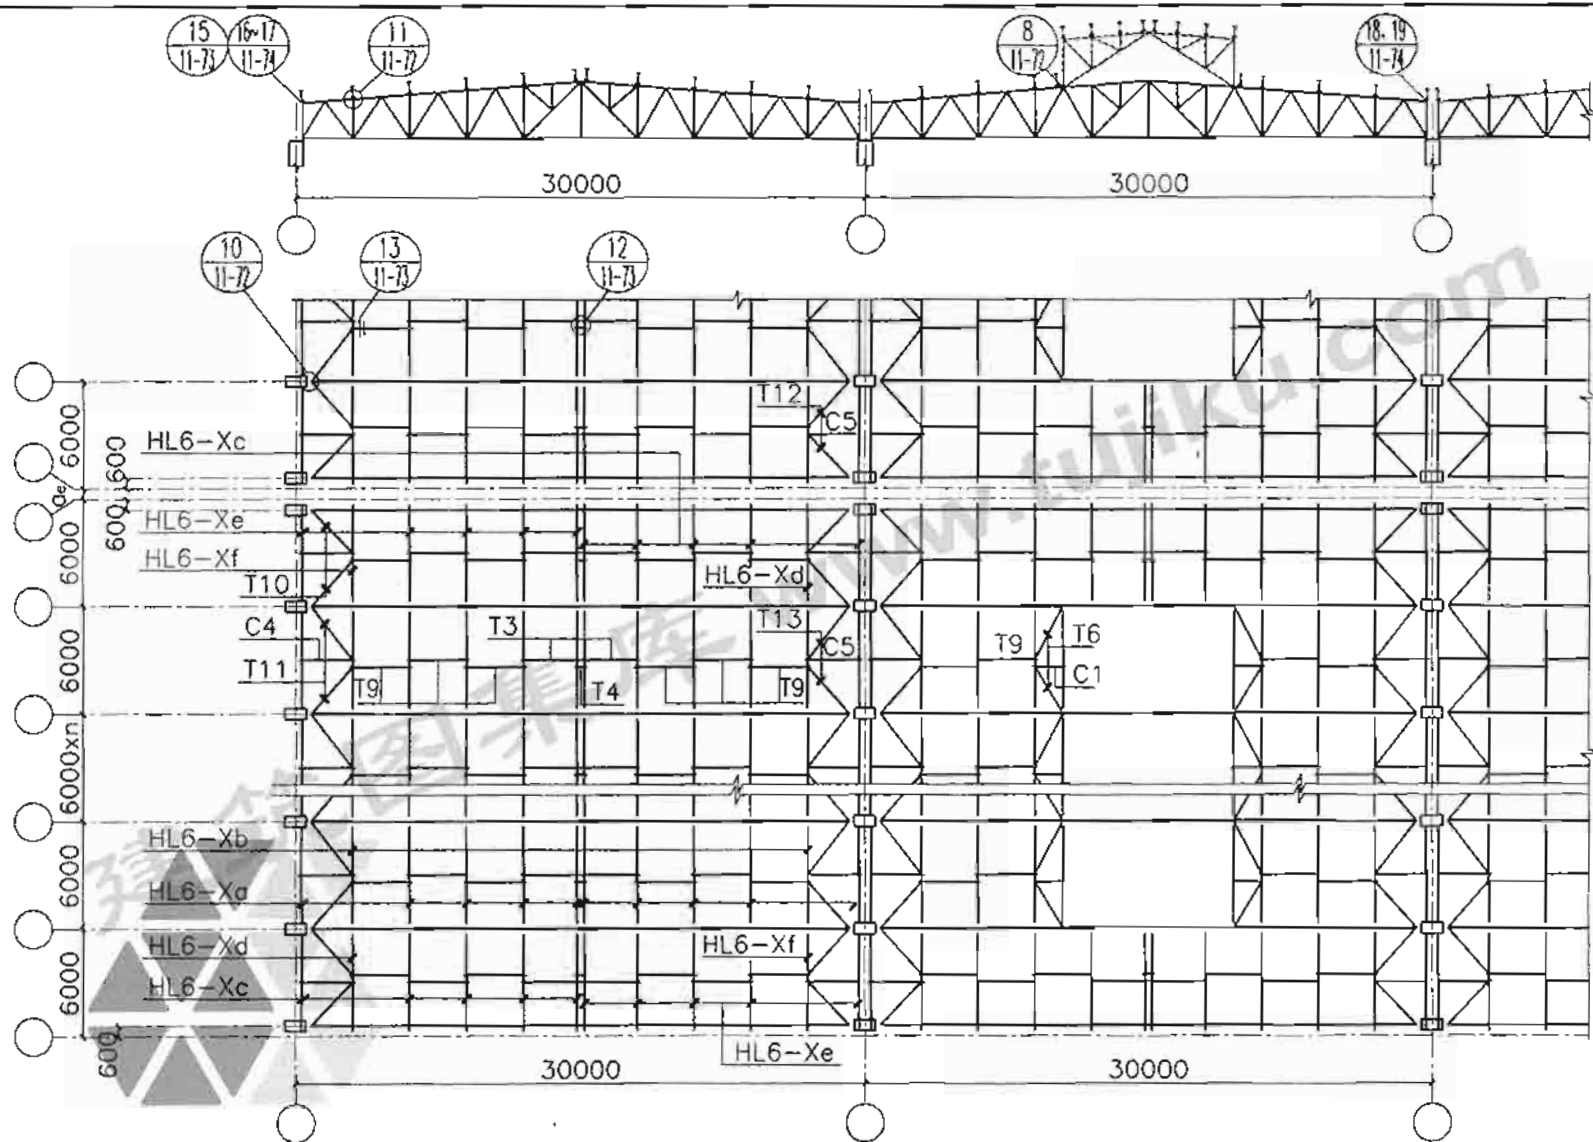 15 16~17 11 8 18、19
11-73 11-74 11-72 11-72 11-74
30000 30000
10 13 12
11-72 11-73 11-73
T12
C5
6000
HL6-Xc
600
ae
600
HL6-Xe
6000
HL6-Xf
HL6-Xd
T10
C4
T3
T13
C5
T9
T6
6000
T11
T9
T4
T9
C1
6000xn
HL6-Xb
6000
HL6-Xa
HL6-Xd
HL6-Xf
6000
HL6-Xc
600
HL6-Xe
30000 30000
建筑图集库 www.tujiku.com